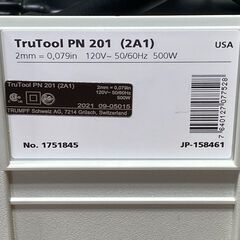 TruTool PN 201 (2A1)
USA
2mm = 0,079in 120V~ 50/60Hz 500W
TruTool PN 201 (2A1)
2mm = 0,079in
120V~ 50/60Hz
500W
2021 09-05015
TRUMPF Schweiz AG, 7214 Grüsch, Switzerland
No. 1751845
JP-158461
7640127077528